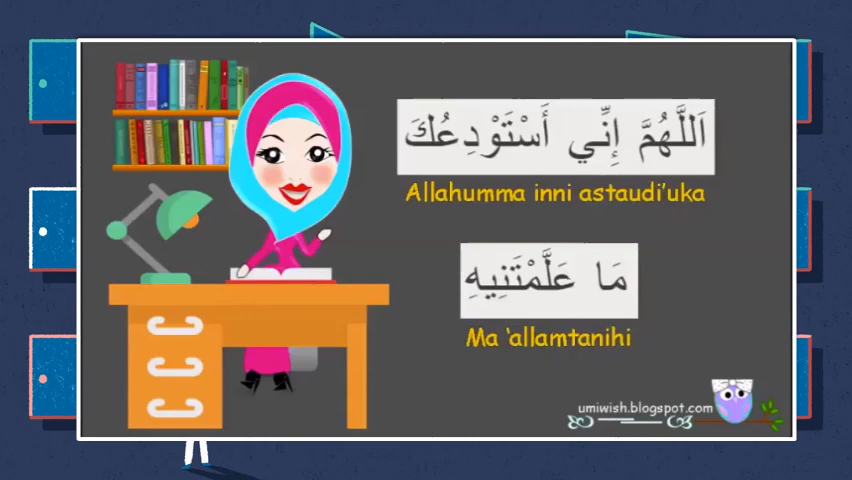 اَللَّهُمَّ إِنِّي أَسْتَوْدِعُكَ
Allahumma inni astaudi’uka
مَا عَلَّمْتَنِيهِ
Ma ‘allamtanihi
umiwish.blogspot.com